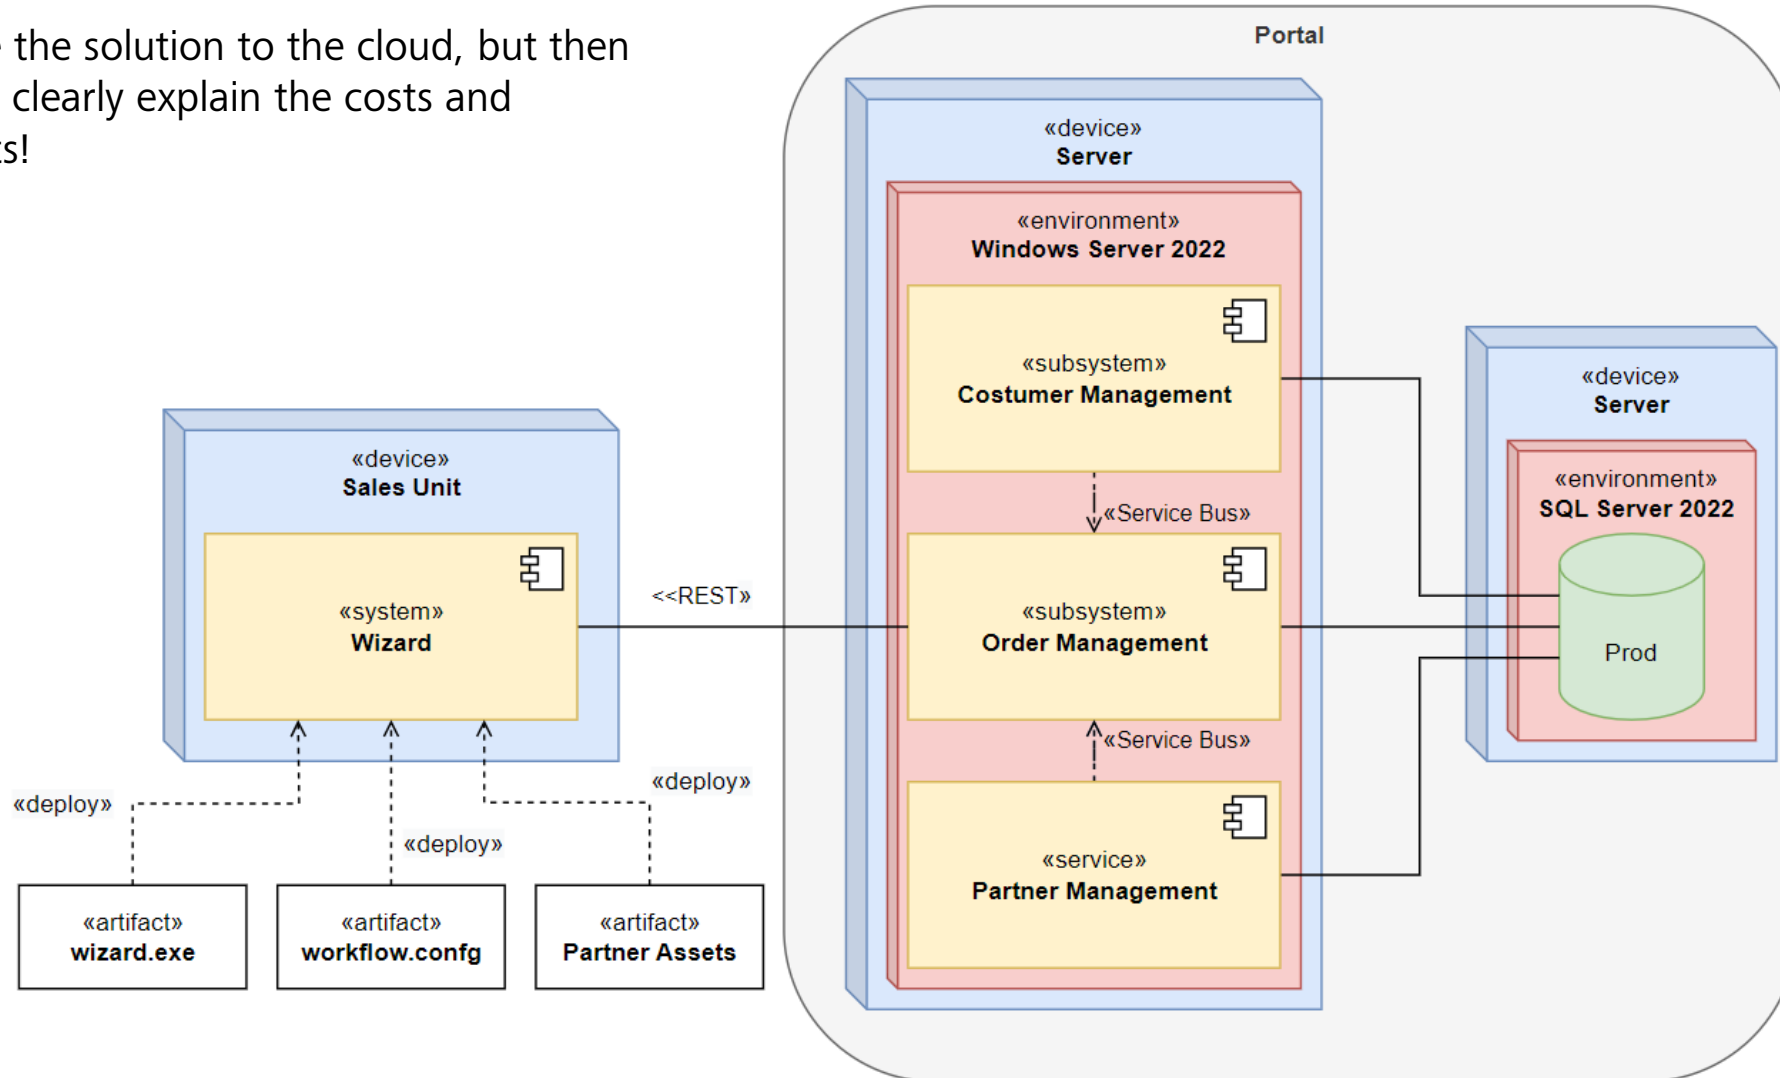 the solution to the cloud, but then
clearly explain the costs and
Portal
«device»
Server
«environment»
Windows Server 2022
«subsystem»
Costumer Management
«Service Bus»
«subsystem»
Order Management
«Service Bus»
«service»
Partner Management
«device»
Server
«environment»
SQL Server 2022
Prod
«device»
Sales Unit
«system»
Wizard
<<REST»
«deploy»
«deploy»
«deploy»
«artifact»
wizard.exe
«artifact»
workflow.confg
«artifact»
Partner Assets